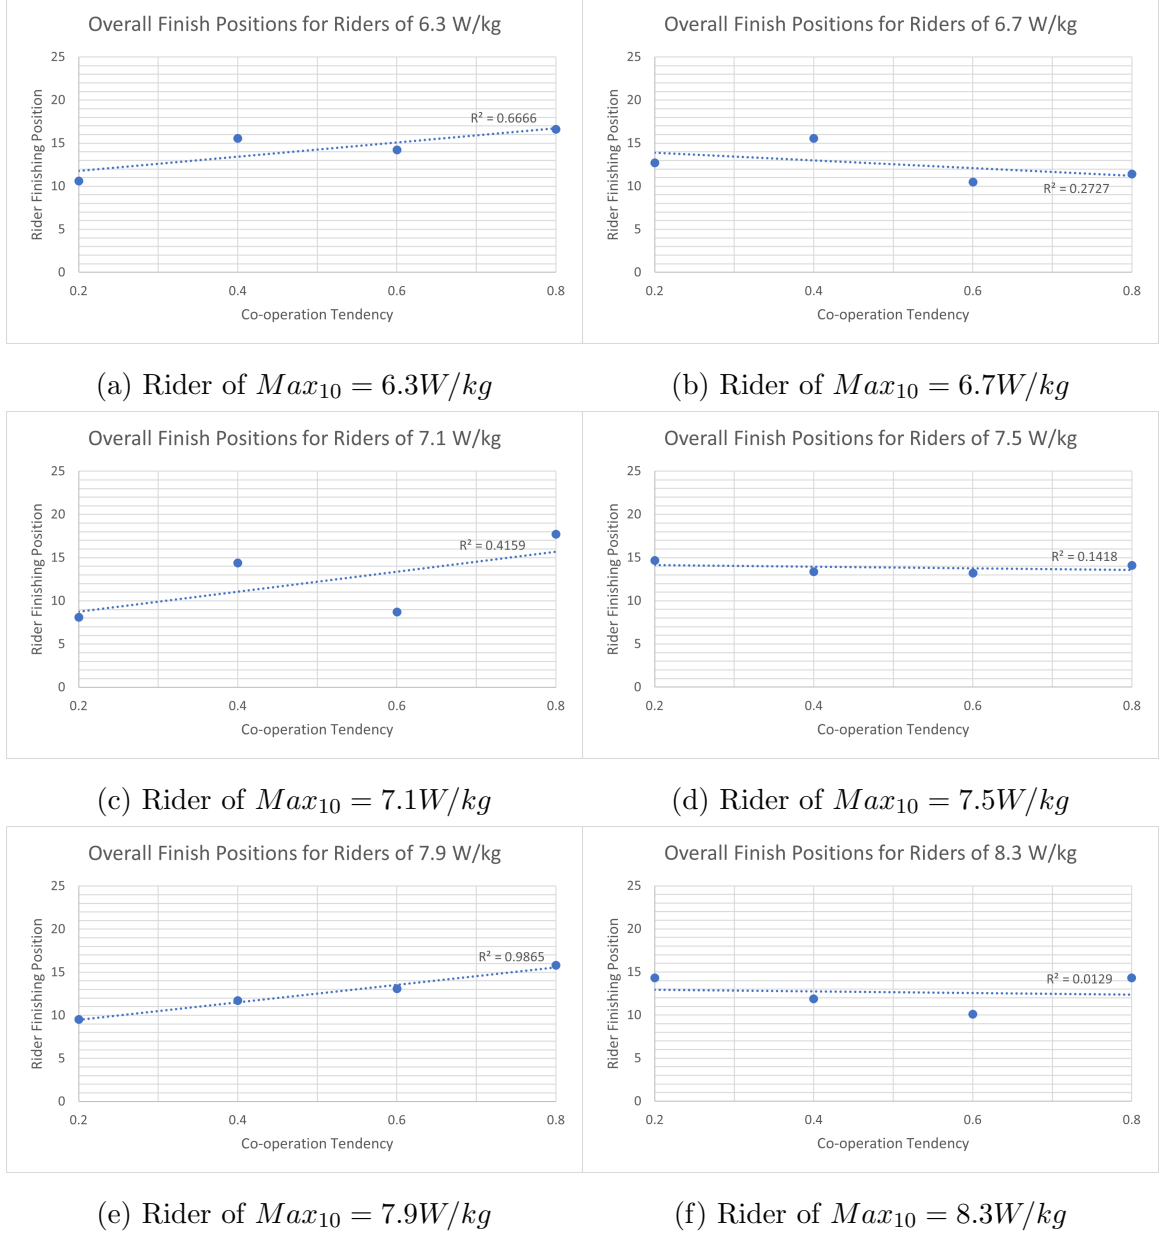 Overall Finish Positions for Riders of 6.3 W/kg
Rider Finishing Position
25
20
15
10
5
0
R² = 0.6666
0.2 0.4 0.6 0.8
Co-operation Tendency
(a) Rider of Max10 = 6.3W/kg
Overall Finish Positions for Riders of 6.7 W/kg
Rider Finishing Position
25
20
15
10
5
0
R² = 0.2727
0.2 0.4 0.6 0.8
Co-operation Tendency
(b) Rider of Max10 = 6.7W/kg
Overall Finish Positions for Riders of 7.1 W/kg
Rider Finishing Position
25
20
15
10
5
0
R² = 0.4159
0.2 0.4 0.6 0.8
Co-operation Tendency
(c) Rider of Max10 = 7.1W/kg
Overall Finish Positions for Riders of 7.5 W/kg
Rider Finishing Position
25
20
15
10
5
0
R² = 0.1418
0.2 0.4 0.6 0.8
Co-operation Tendency
(d) Rider of Max10 = 7.5W/kg
Overall Finish Positions for Riders of 7.9 W/kg
Rider Finishing Position
25
20
15
10
5
0
R² = 0.9865
0.2 0.4 0.6 0.8
Co-operation Tendency
(e) Rider of Max10 = 7.9W/kg
Overall Finish Positions for Riders of 8.3 W/kg
Rider Finishing Position
25
20
15
10
5
0
R² = 0.0129
0.2 0.4 0.6 0.8
Co-operation Tendency
(f) Rider of Max10 = 8.3W/kg